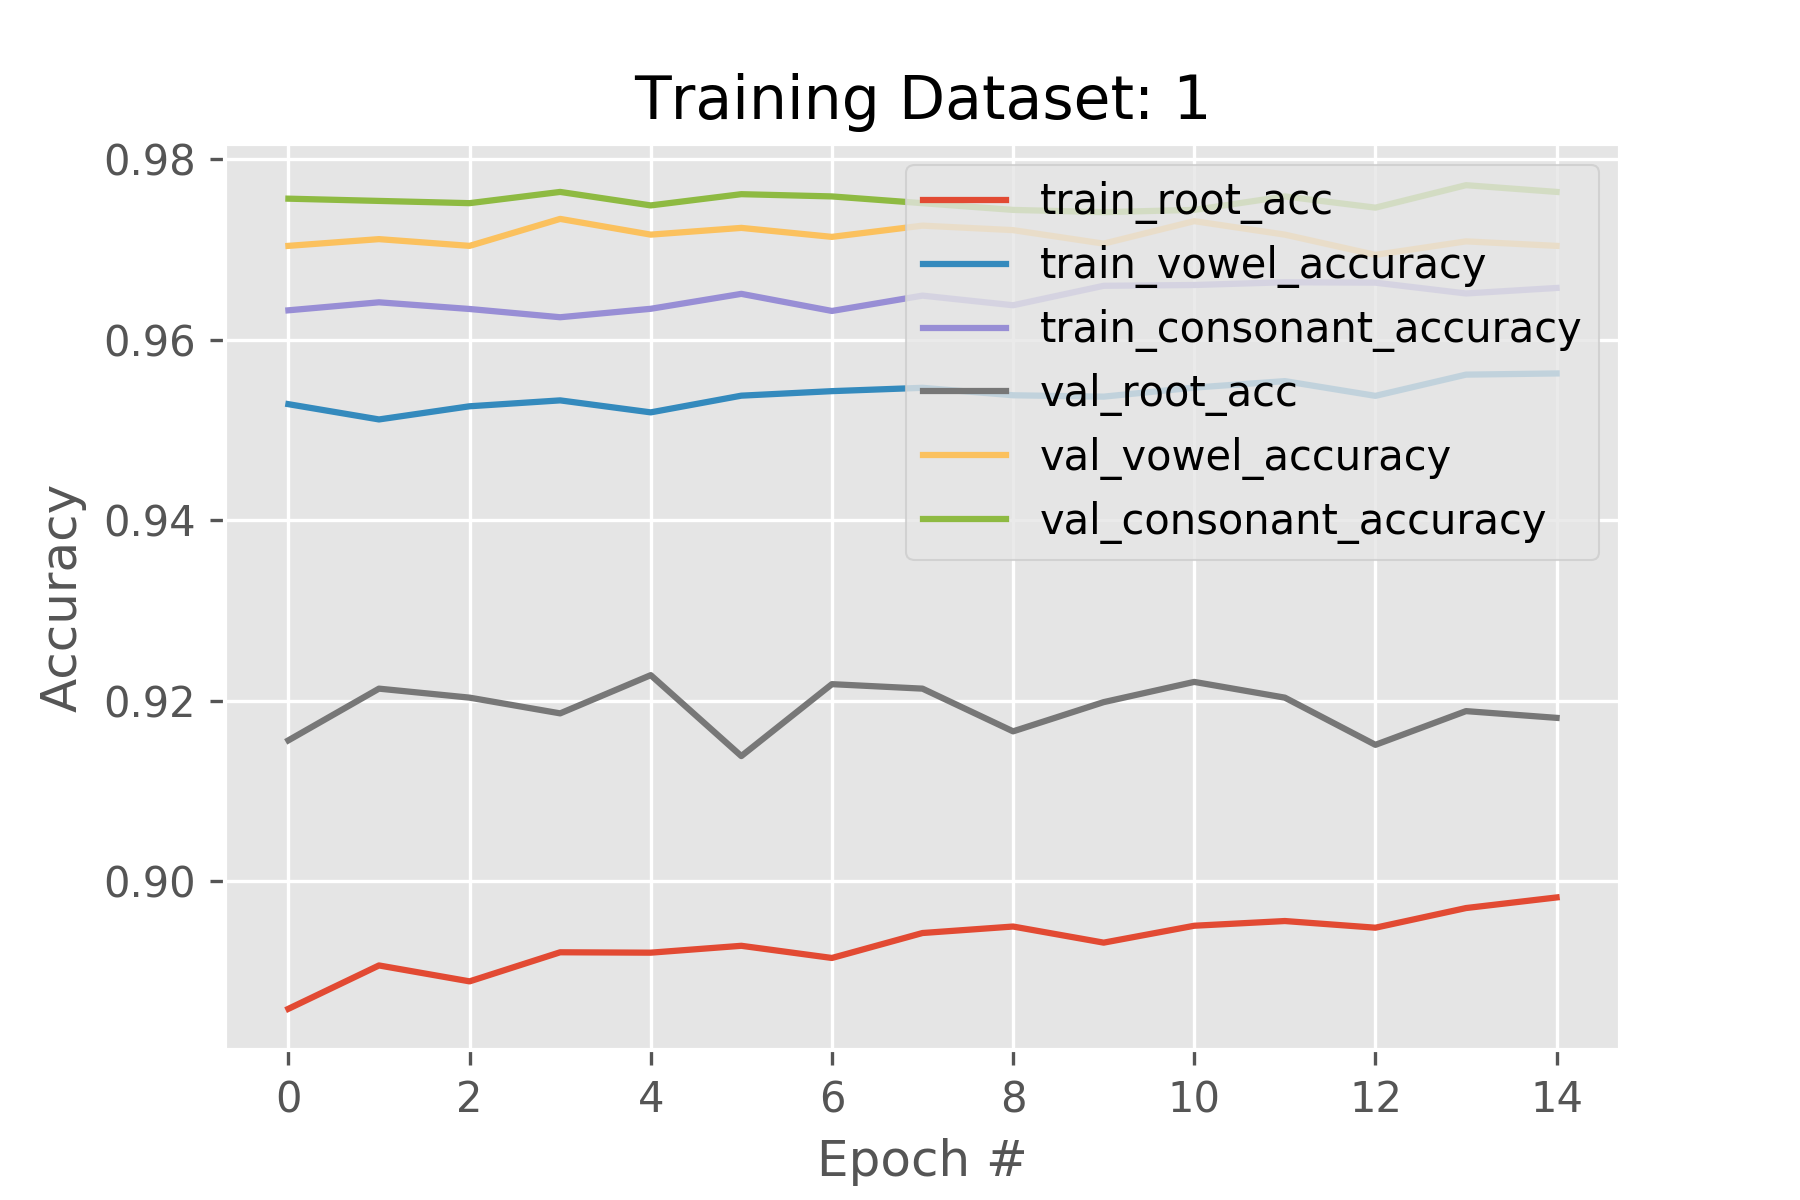 Training Dataset: 1
0.98
0.96
0.94
0.92
0.90
Accuracy
train_root_acc
train_vowel_accuracy
train_consonant_accuracy
val_root_acc
val_vowel_accuracy
val_consonant_accuracy
0 2 4 6 8 10 12 14
Epoch #